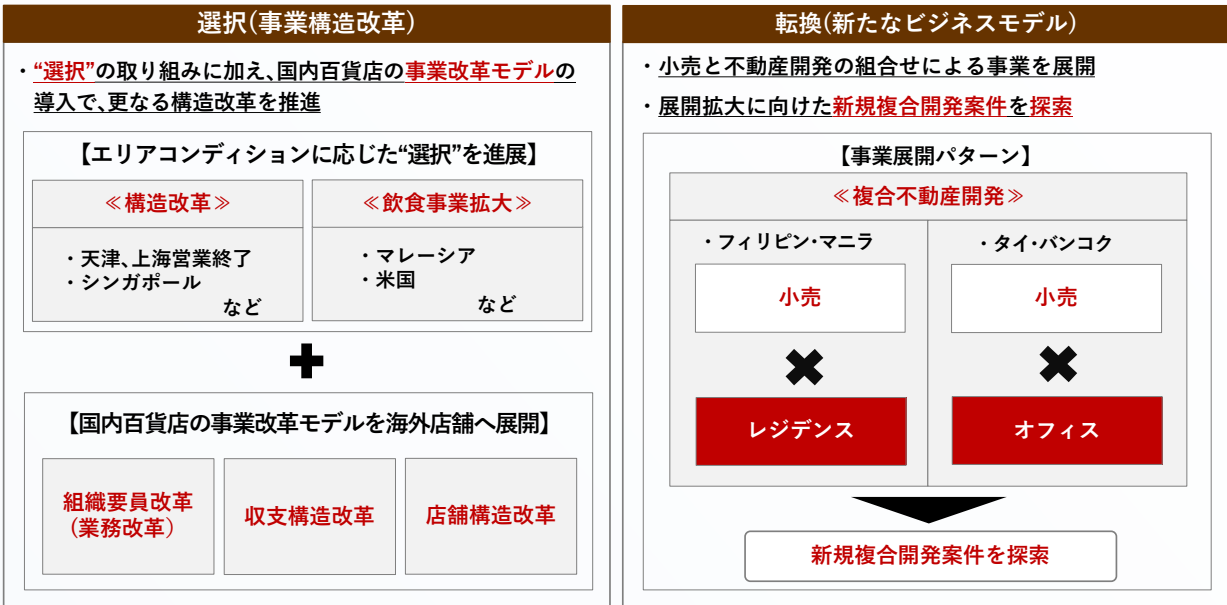 選択(事業構造改革)
・“選択”の取り組みに加え、国内百貨店の事業改革モデルの
導入で、更なる構造改革を推進
【エリアコンディションに応じた“選択”を進展】
≪構造改革≫
・天津、上海営業終了
・シンガポール
など
≪飲食事業拡大≫
・マレーシア
・米国
など
【国内百貨店の事業改革モデルを海外店舗へ展開】
組織要員改革
(業務改革)
収支構造改革
店舗構造改革
転換(新たなビジネスモデル)
・小売と不動産開発の組合せによる事業を展開
・展開拡大に向けた新規複合開発案件を探索
【事業展開パターン】
≪複合不動産開発≫
・フィリピン・マニラ
小売
レジデンス
・タイ・バンコク
小売
オフィス
新規複合開発案件を探索